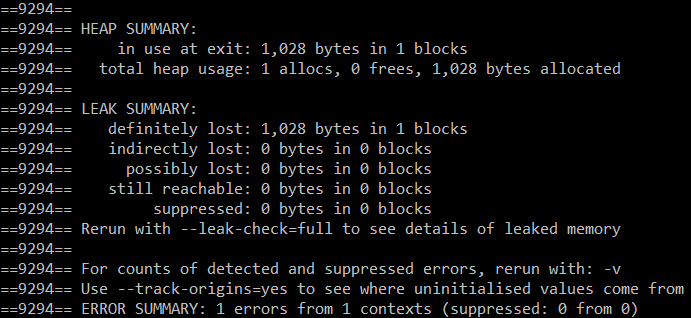 ==9294==
==9294== HEAP SUMMARY:
==9294==     in use at exit: 1,028 bytes in 1 blocks
==9294==   total heap usage: 1 allocs, 0 frees, 1,028 bytes allocated
==9294==
==9294== LEAK SUMMARY:
==9294==    definitely lost: 1,028 bytes in 1 blocks
==9294==    indirectly lost: 0 bytes in 0 blocks
==9294==      possibly lost: 0 bytes in 0 blocks
==9294==    still reachable: 0 bytes in 0 blocks
==9294==         suppressed: 0 bytes in 0 blocks
==9294== Rerun with --leak-check=full to see details of leaked memory
==9294==
==9294== For counts of detected and suppressed errors, rerun with: -v
==9294== Use --track-origins=yes to see where uninitialised values come from
==9294== ERROR SUMMARY: 1 errors from 1 contexts (suppressed: 0 from 0)